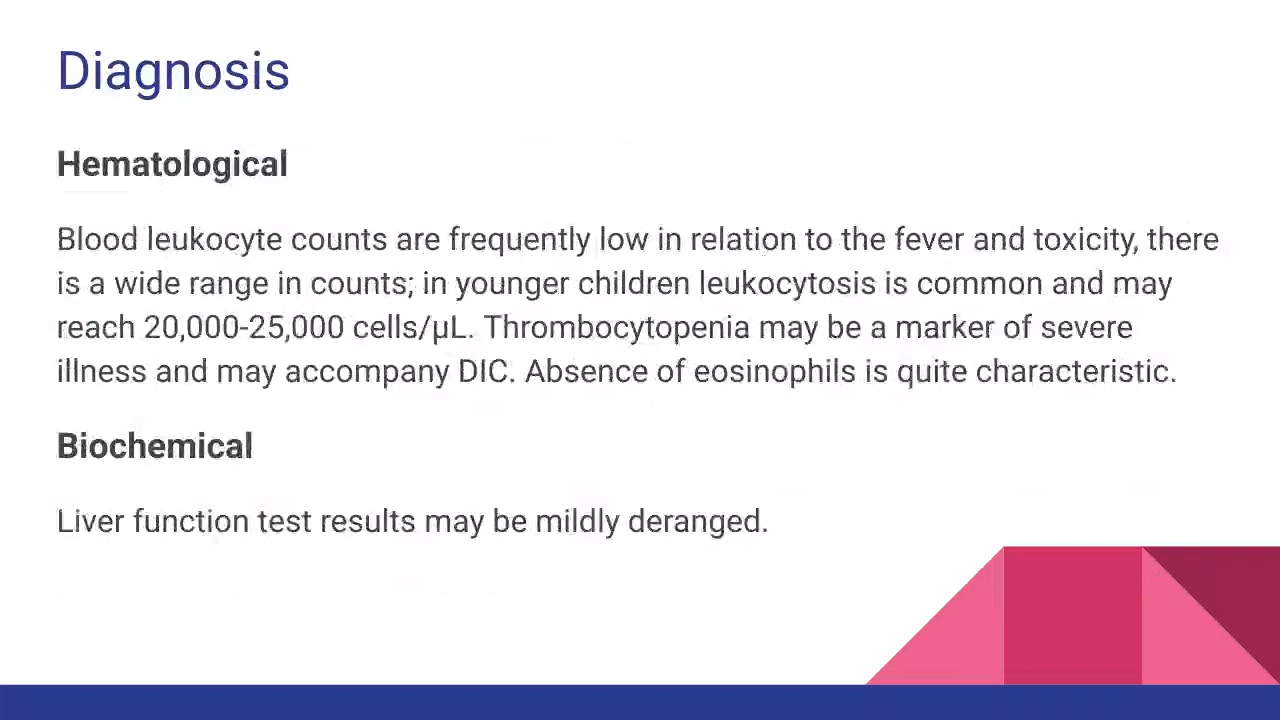 Diagnosis
Hematological
Blood leukocyte counts are frequently low in relation to the fever and toxicity, there
is a wide range in counts; in younger children leukocytosis is common and may
reach 20,000-25,000 cells/µL. Thrombocytopenia may be a marker of severe
illness and may accompany DIC. Absence of eosinophils is quite characteristic.
Biochemical
Liver function test results may be mildly deranged.